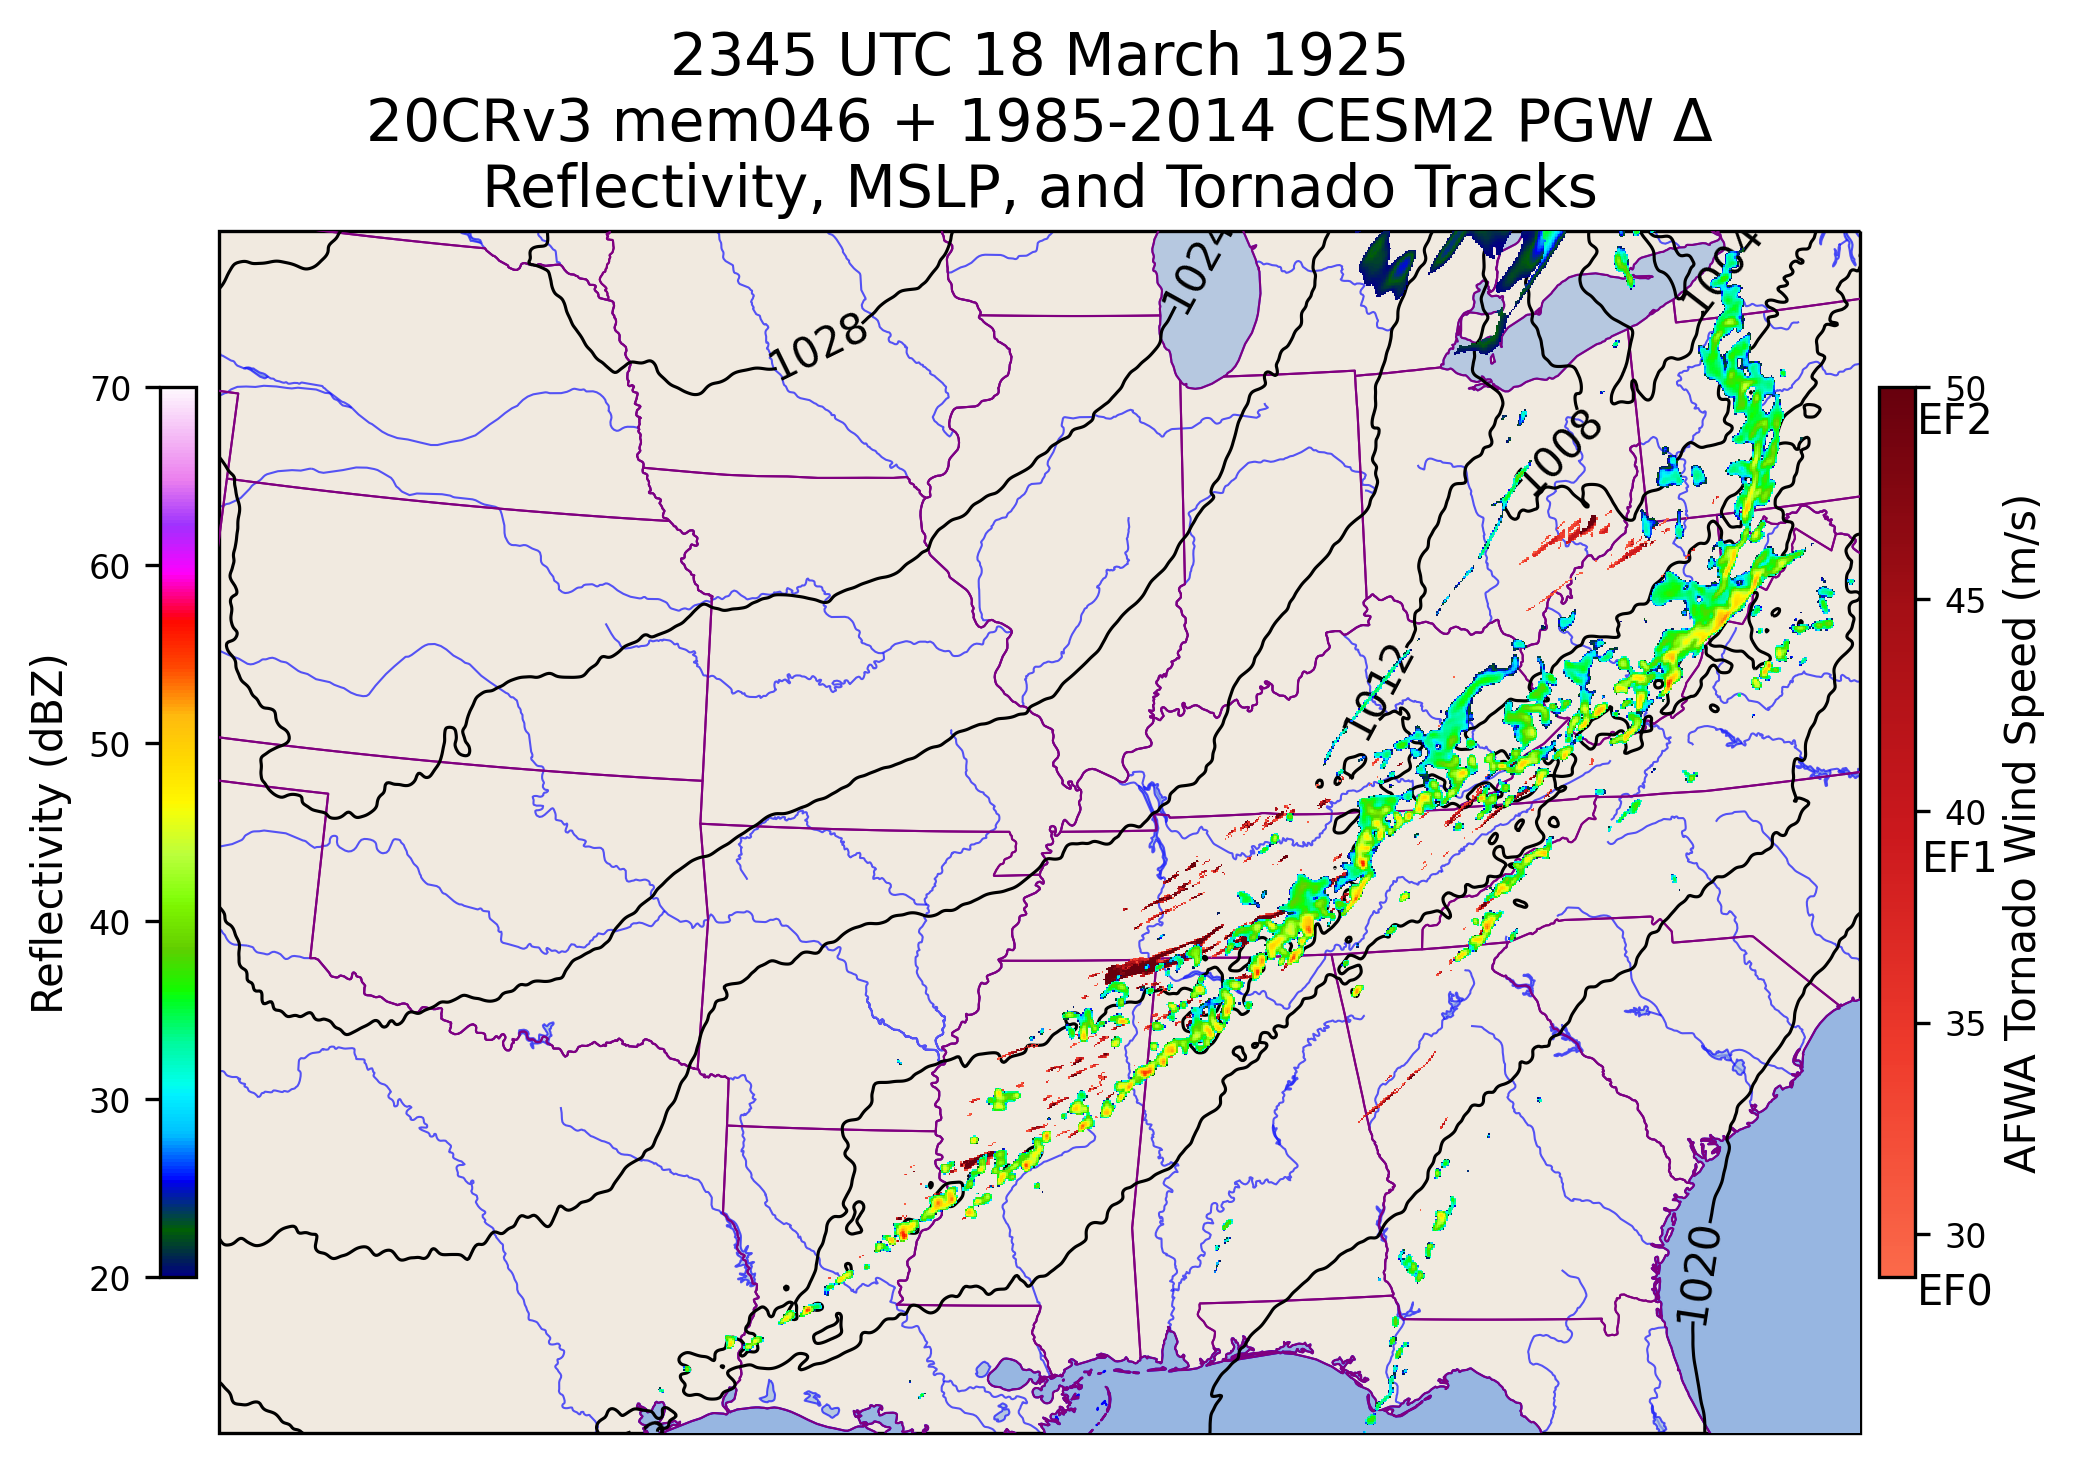 2345 UTC 18 March 1925
20CRv3 mem046 + 1985-2014 CESM2 PGW Δ
Reflectivity, MSLP, and Tornado Tracks
1024
1004
1028
1008
1012
1020
70
60
50
40
30
20
Reflectivity (dBZ)
50
EF2
45
40
EF1
35
30
EF0
AFWA Tornado Wind Speed (m/s)